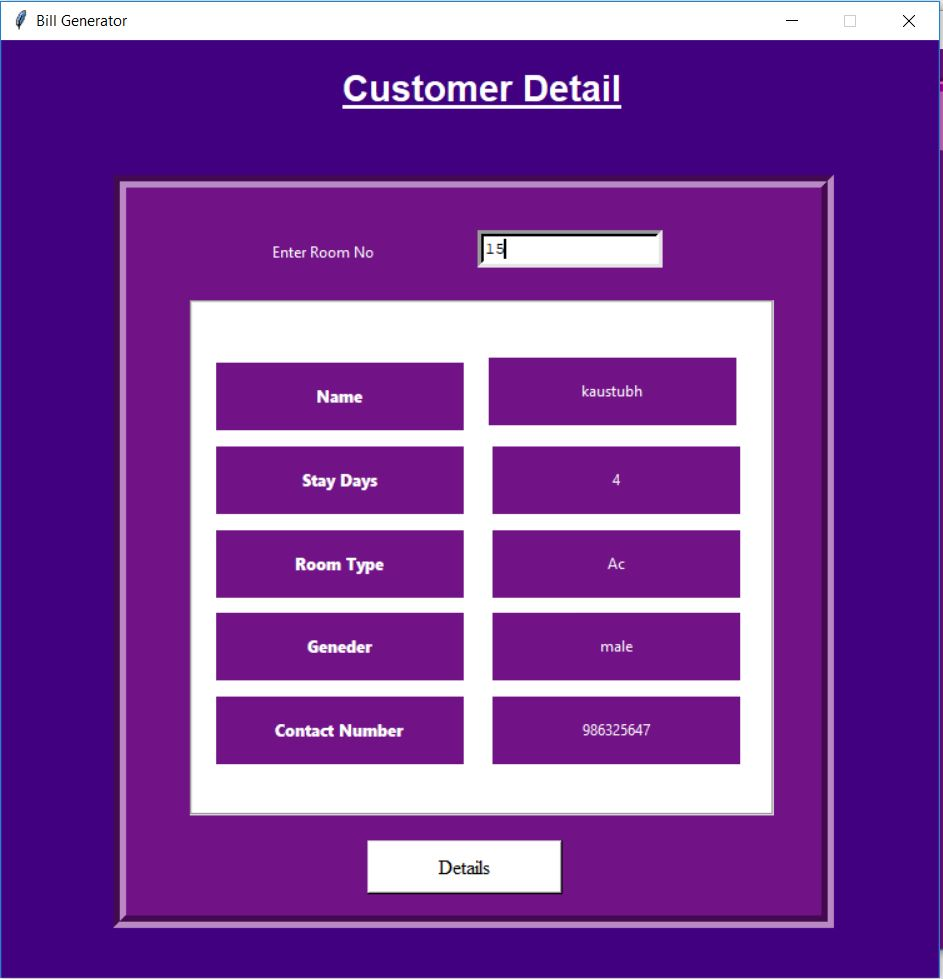 Bill Generator
Customer Detail
Enter Room No 15
Name kaustubh
Stay Days 4
Room Type Ac
Geneder male
Contact Number 986325647
Details